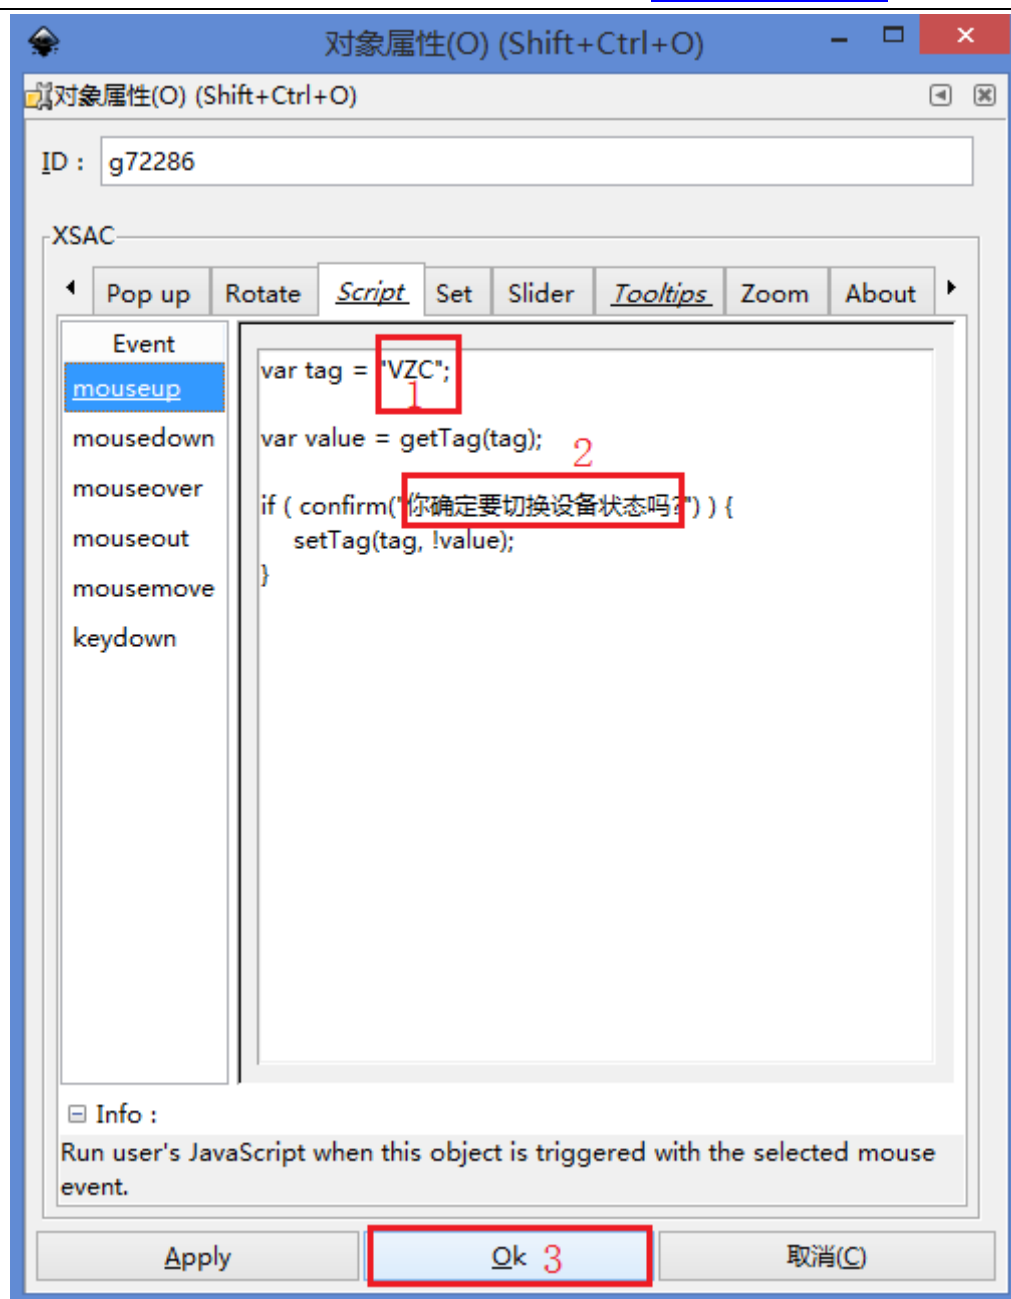 对象属性(O) (Shift+Ctrl+O)
对象属性(O) (Shift+Ctrl+O)
ID : g72286
XSAC
Pop up Rotate Script Set Slider Tooltips Zoom About
Event
mouseup
mousedown
mouseover
mouseout
mousemove
keydown
var tag = "VZC";
1
var value = getTag(tag);
2
if ( confirm("你确定要切换设备状态吗?") ) {
setTag(tag, !value);
}
Info :
Run user's JavaScript when this object is triggered with the selected mouse
event.
Apply Ok 3 取消(C)